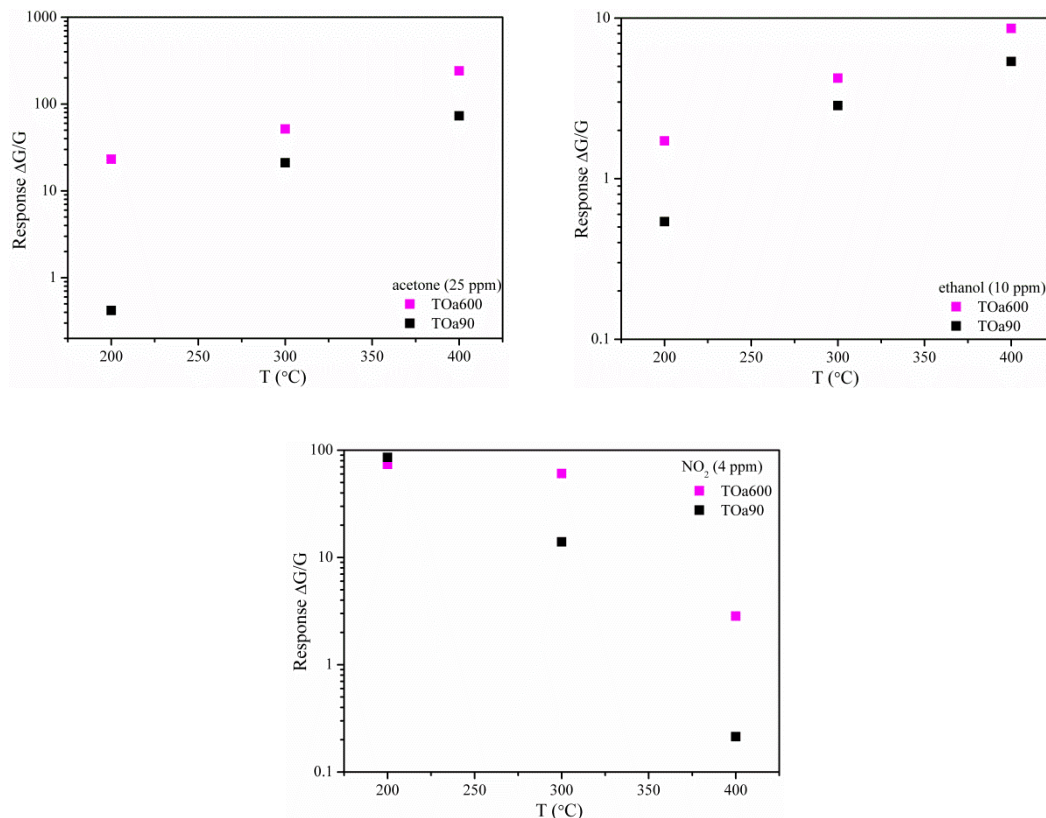 1000
100
10
1
Response ΔG/G
acetone (25 ppm)
TOa600
TOa90
200 250 300 350 400
T (°C)
10
1
0.1
Response ΔG/G
ethanol (10 ppm)
TOa600
TOa90
200 250 300 350 400
T (°C)
100
10
1
0.1
Response ΔG/G
NO₂ (4 ppm)
TOa600
TOa90
200 250 300 350 400
T (°C)